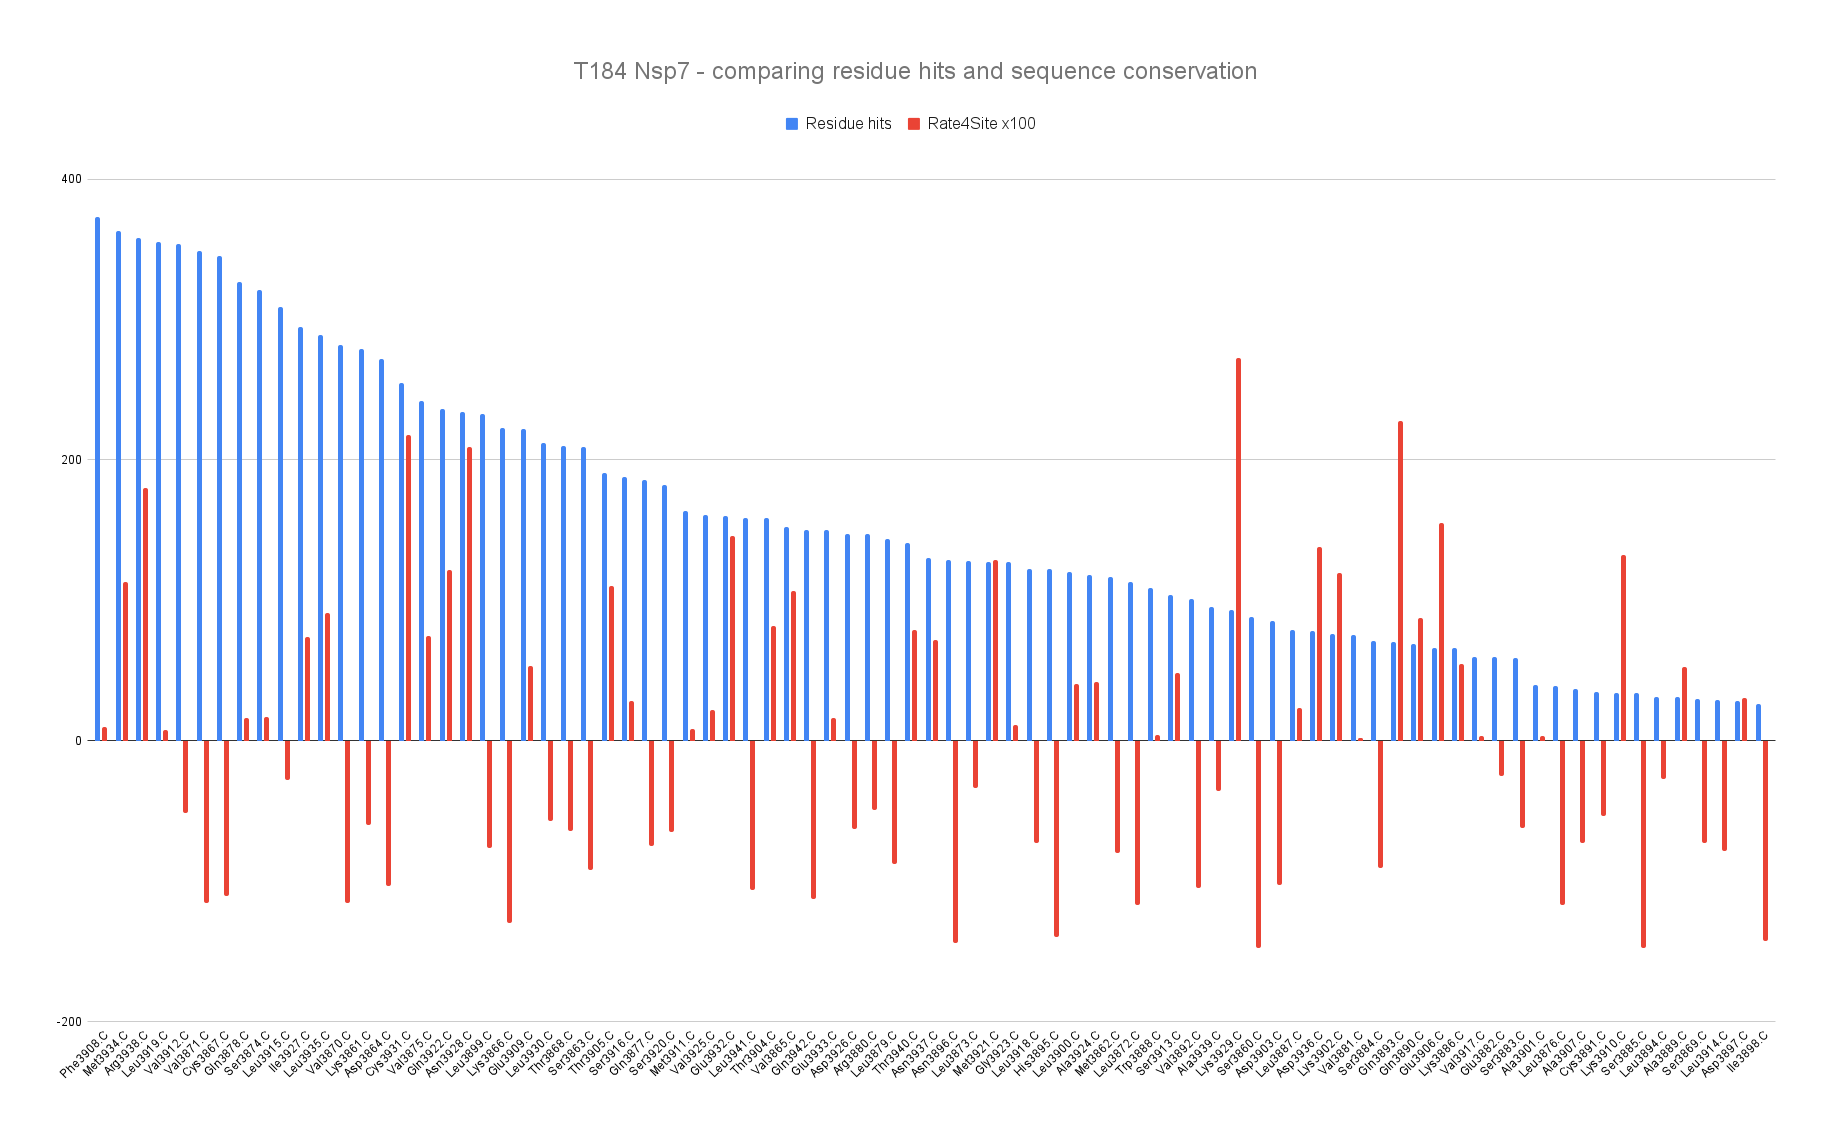 T184 Nsp7 - comparing residue hits and sequence conservation
Residue hits
Rate4Site x100
400
200
0
-200
Phe3908.C
Met3934.C
Arg3938.C
Leu3919.C
Val3912.C
Val3871.C
Cys3867.C
Gln3878.C
Ser3874.C
Leu3915.C
Ile3927.C
Leu3935.C
Val3870.C
Lys3861.C
Asp3864.C
Cys3931.C
Val3875.C
Gln3922.C
Asn3928.C
Leu3899.C
Lys3866.C
Glu3909.C
Leu3930.C
Thr3868.C
Ser3863.C
Thr3905.C
Ser3916.C
Gln3877.C
Ser3920.C
Met3911.C
Val3925.C
Glu3932.C
Leu3941.C
Thr3904.C
Val3865.C
Gln3942.C
Glu3933.C
Asp3926.C
Arg3880.C
Leu3879.C
Thr3940.C
Asn3937.C
Asn3896.C
Leu3873.C
Met3921.C
Gly3923.C
Leu3918.C
His3895.C
Leu3900.C
Ala3924.C
Met3862.C
Leu3872.C
Trp3888.C
Ser3913.C
Val3892.C
Ala3939.C
Lys3929.C
Ser3860.C
Asp3903.C
Leu3887.C
Asp3936.C
Lys3902.C
Val3881.C
Ser3884.C
Gln3893.C
Gln3890.C
Glu3906.C
Lys3886.C
Val3917.C
Glu3882.C
Ser3883.C
Ala3901.C
Leu3876.C
Ala3907.C
Cys3891.C
Lys3910.C
Ser3885.C
Leu3894.C
Ala3889.C
Ser3869.C
Leu3914.C
Asp3897.C
Ile3898.C